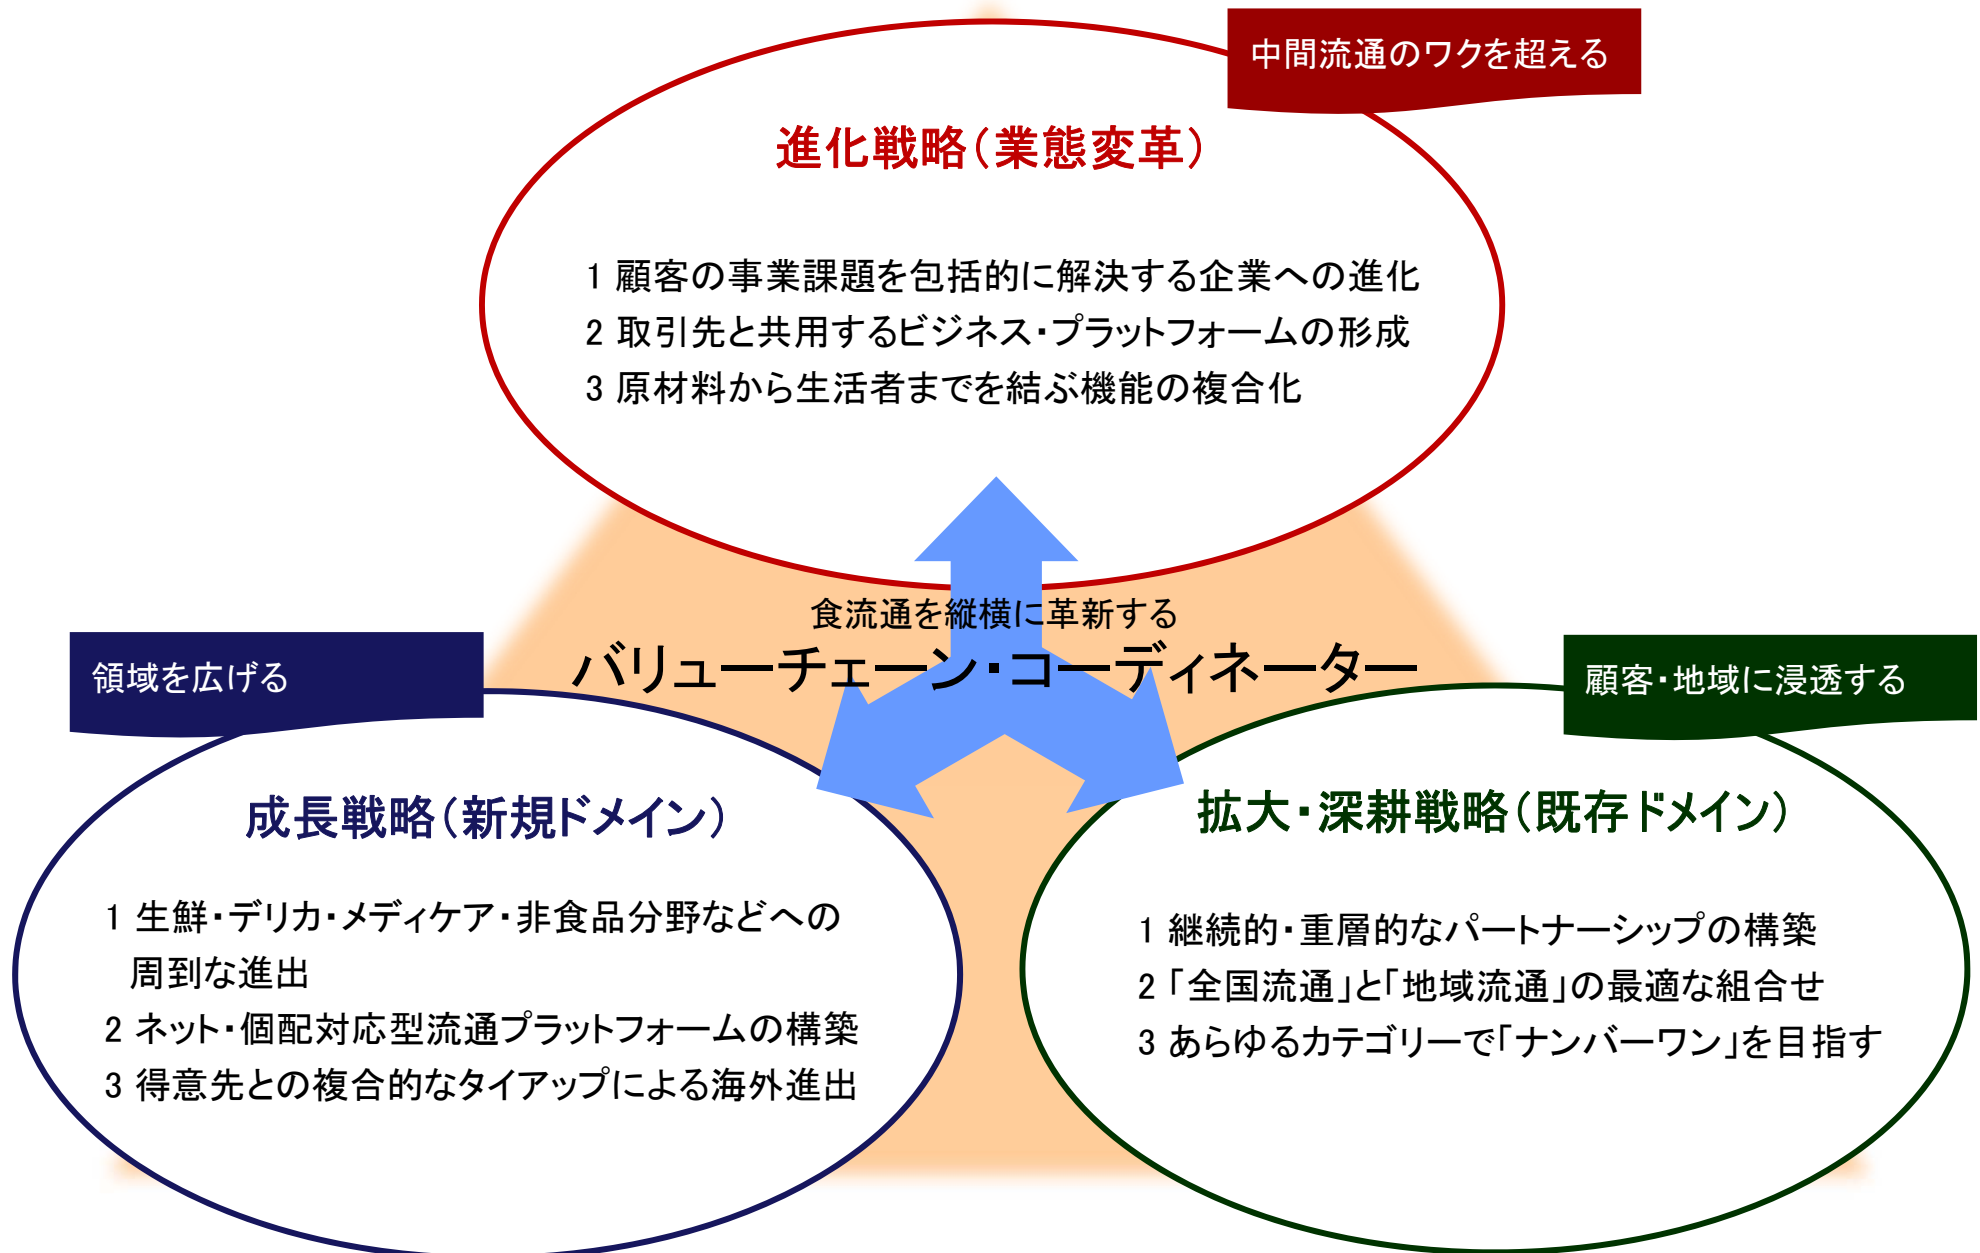 中間流通のワクを超える
進化戦略(業態変革)
1 顧客の事業課題を包括的に解決する企業への進化
2 取引先と共用するビジネス・プラットフォームの形成
3 原材料から生活者までを結ぶ機能の複合化
食流通を縦横に革新する
バリューチェーン・コーディネーター
領域を広げる
成長戦略(新規ドメイン)
1 生鮮・デリカ・メディケア・非食品分野などへの
周到な進出
2 ネット・個配対応型流通プラットフォームの構築
3 得意先との複合的なタイアップによる海外進出
顧客・地域に浸透する
拡大・深耕戦略(既存ドメイン)
1 継続的・重層的なパートナーシップの構築
2 「全国流通」と「地域流通」の最適な組合せ
3 あらゆるカテゴリーで「ナンバーワン」を目指す